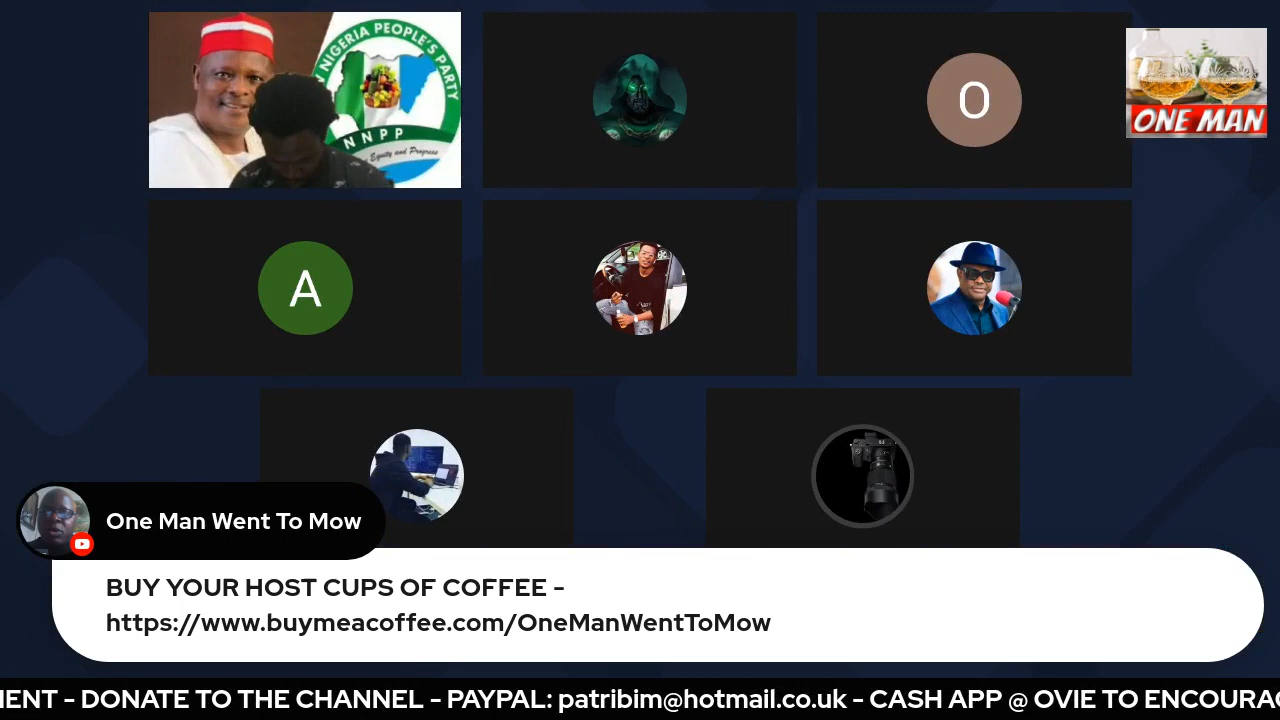 NIGERIA PEOPLE'S PARTY
NNPP
Equity and Progress
O
ONE MAN
A
One Man Went To Mow
BUY YOUR HOST CUPS OF COFFEE -
https://www.buymeacoffee.com/OneManWentToMow
MENT - DONATE TO THE CHANNEL - PAYPAL: patribim@hotmail.co.uk - CASH APP @ OVIE TO ENCOURAG